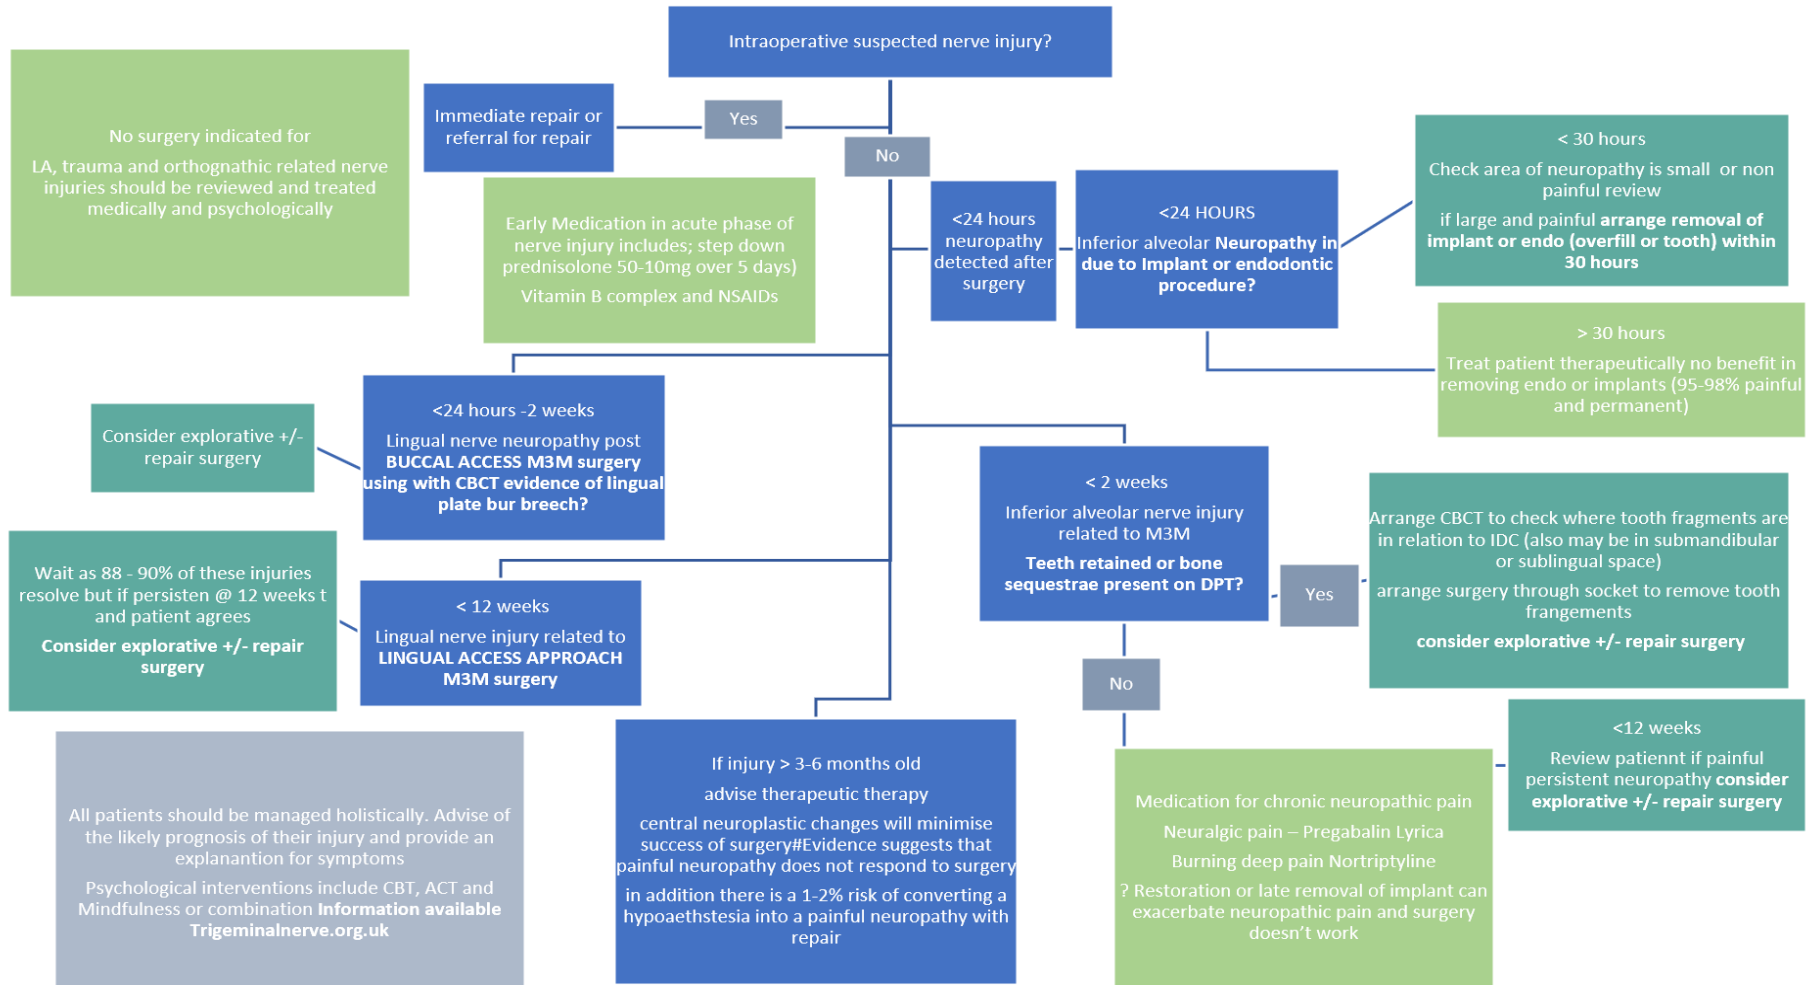 Intraoperative suspected nerve injury?
Yes
Immediate repair or
referral for repair
No
No surgery indicated for
LA, trauma and orthognathic related nerve
injuries should be reviewed and treated
medically and psychologically
Early Medication in acute phase of
nerve injury includes; step down
prednisolone 50-10mg over 5 days)
Vitamin B complex and NSAIDs
<24 hours
neuropathy
detected after
surgery
<24 HOURS
Inferior alveolar Neuropathy in
due to Implant or endodontic
procedure?
< 30 hours
Check area of neuropathy is small or non
painful review
if large and painful arrange removal of
implant or endo (overfill or tooth) within
30 hours
> 30 hours
Treat patient therapeutically no benefit in
removing endo or implants (95-98% painful
and permanent)
<24 hours -2 weeks
Lingual nerve neuropathy post
BUCCAL ACCESS M3M surgery
using with CBCT evidence of lingual
plate bur breech?
Consider explorative +/-
repair surgery
< 12 weeks
Lingual nerve injury related to
LINGUAL ACCESS APPROACH
M3M surgery
Wait as 88 - 90% of these injuries
resolve but if persisten @ 12 weeks t
and patient agrees
Consider explorative +/- repair
surgery
< 2 weeks
Inferior alveolar nerve injury
related to M3M
Teeth retained or bone
sequestrae present on DPT?
Yes
Arrange CBCT to check where tooth fragments are
in relation to IDC (also may be in submandibular
or sublingual space)
arrange surgery through socket to remove tooth
frangements
consider explorative +/- repair surgery
No
Medication for chronic neuropathic pain
Neuralgic pain – Pregabalin Lyrica
Burning deep pain Nortriptyline
? Restoration or late removal of implant can
exacerbate neuropathic pain and surgery
doesn't work
<12 weeks
Review patiennt if painful
persistent neuropathy consider
explorative +/- repair surgery
If injury > 3-6 months old
advise therapeutic therapy
central neuroplastic changes will minimise
success of surgery#Evidence suggests that
painful neuropathy does not respond to surgery
in addition there is a 1-2% risk of converting a
hypoaethstesia into a painful neuropathy with
repair
All patients should be managed holistically. Advise of
the likely prognosis of their injury and provide an
explanantion for symptoms
Psychological interventions include CBT, ACT and
Mindfulness or combination Information available
Trigeminalnerve.org.uk